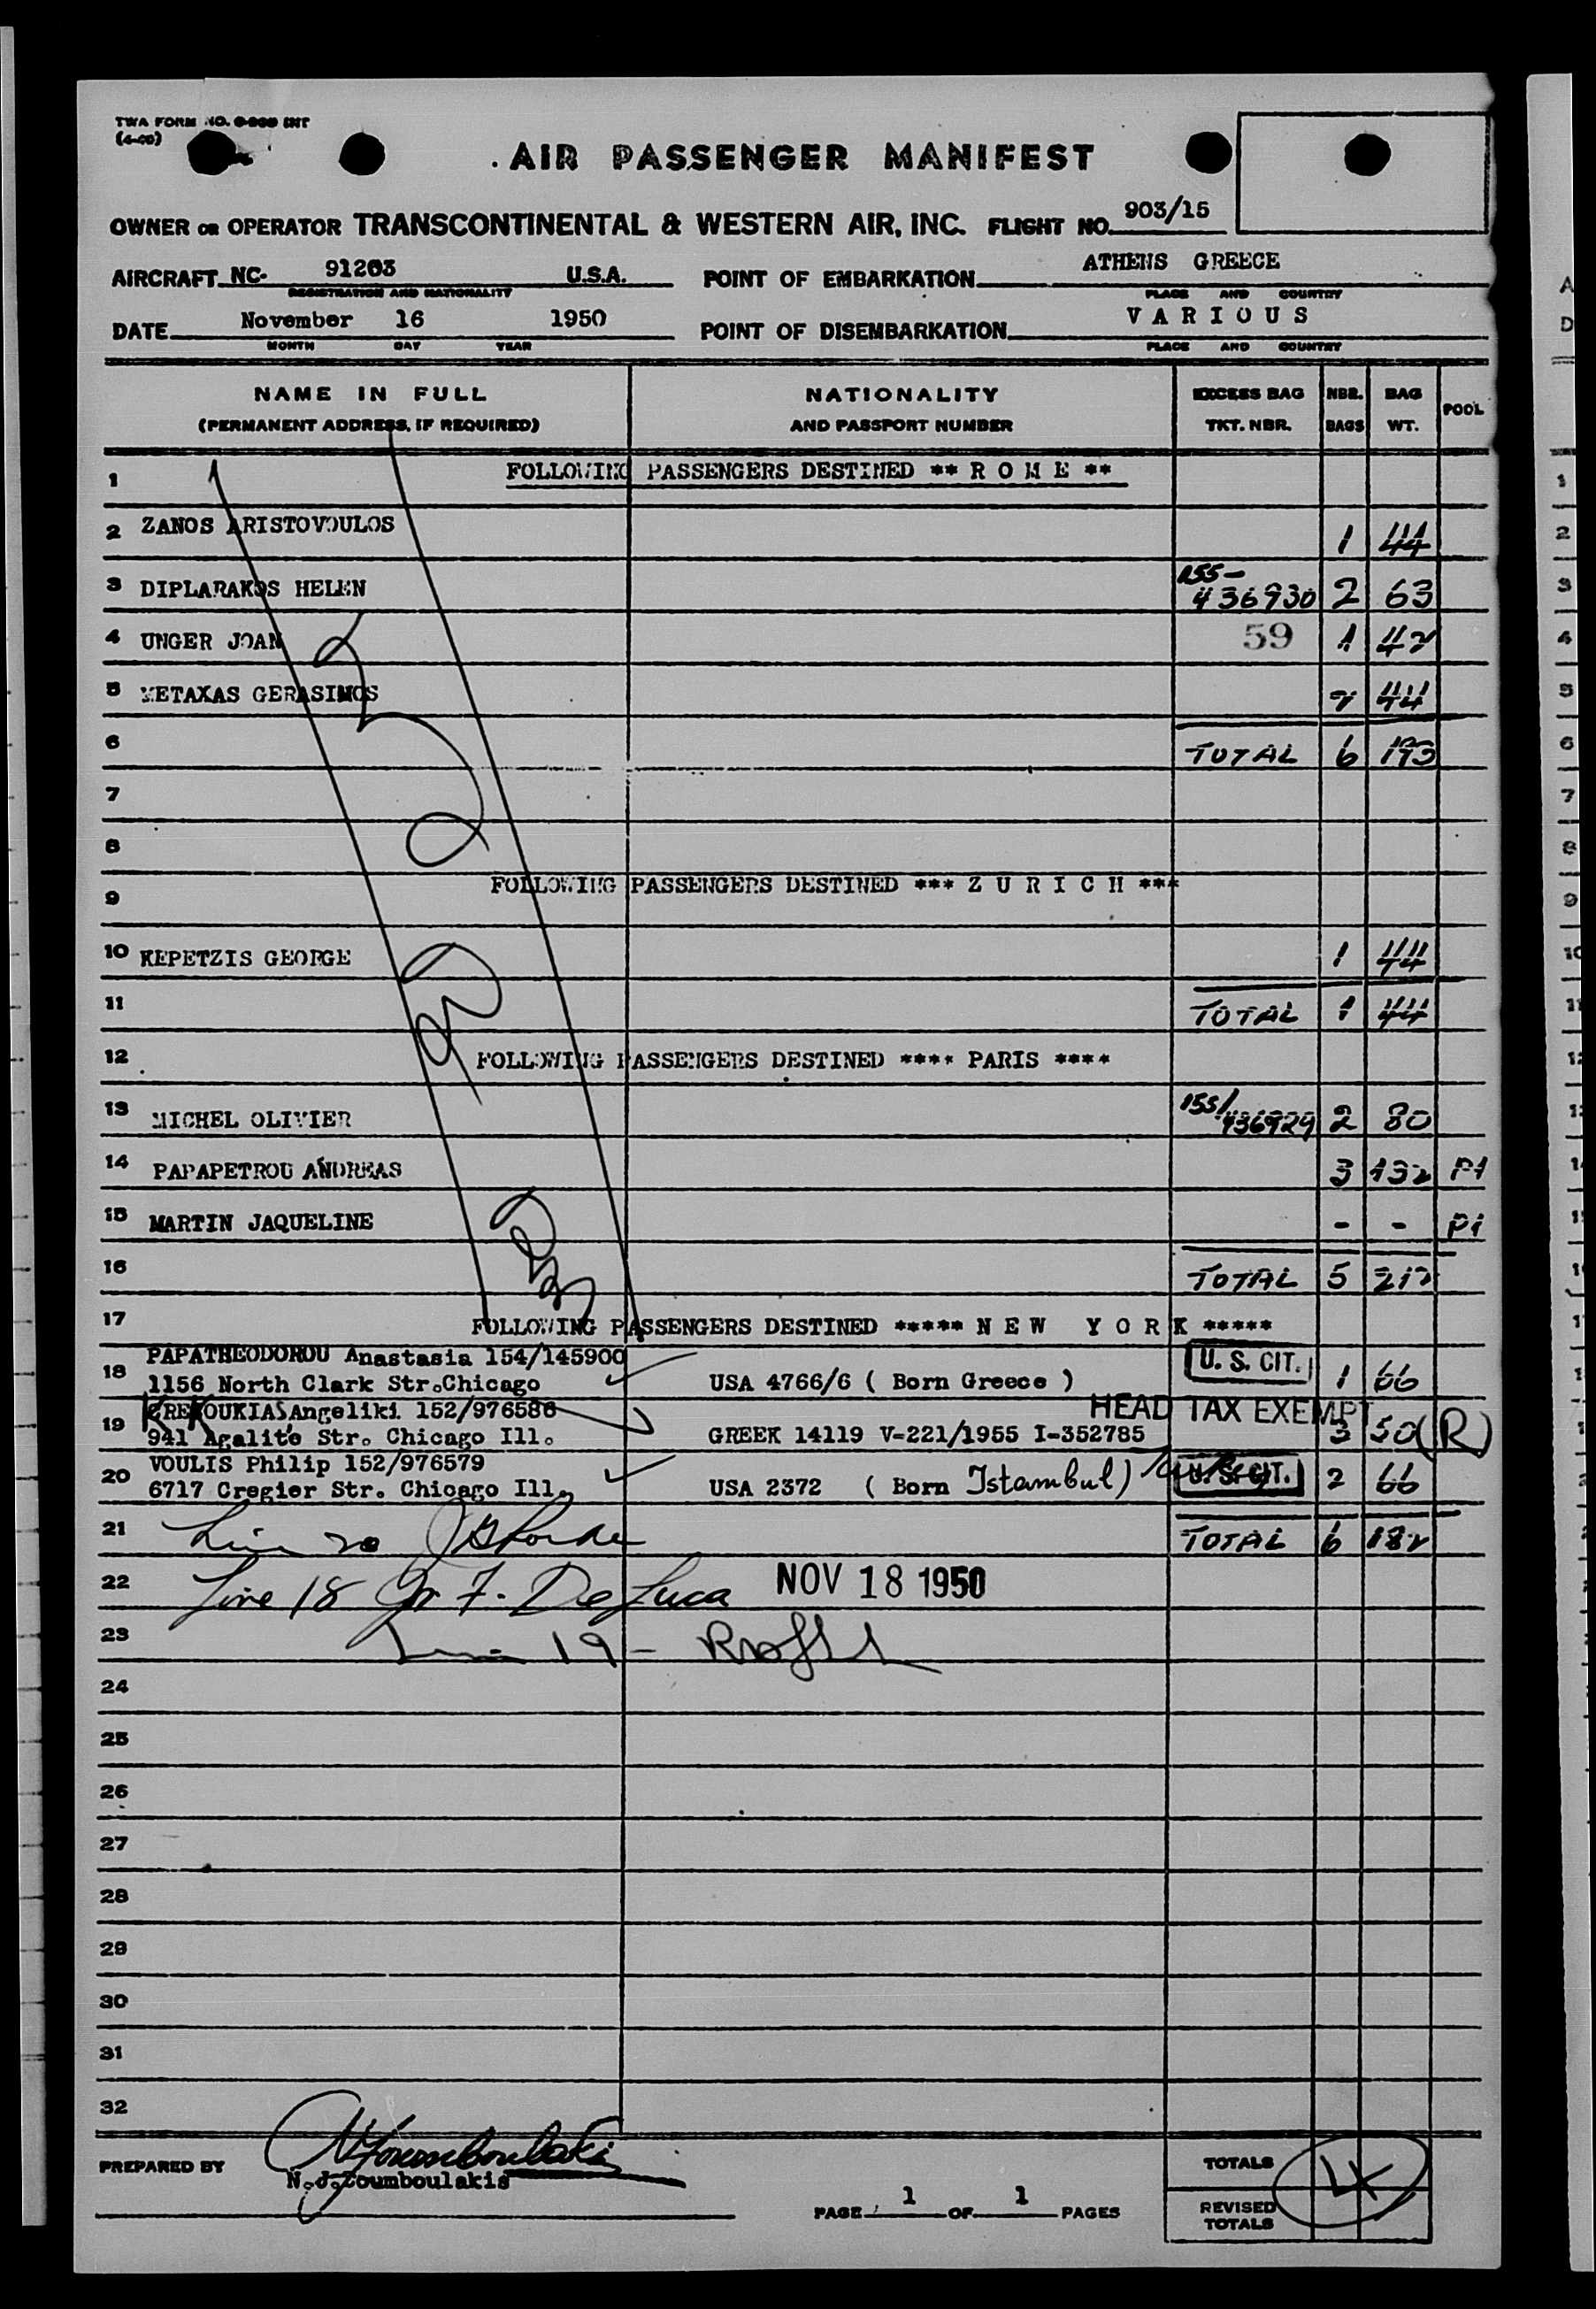 TWA FORM NO.
AIR PASSENGER MANIFEST
OWNER OR OPERATOR TRANSCONTINENTAL & WESTERN AIR, INC. FLIGHT NO. 903/15
AIRCRAFT NC- 91203 U.S.A. POINT OF EMBARKATION ATHENS GREECE
REGISTRATION AND NATIONALITY PLACE AND COUNTRY
DATE November 16 1950 POINT OF DISEMBARKATION VARIOUS
MONTH DAY YEAR PLACE AND COUNTRY
NAME IN FULL NATIONALITY EXCESS BAG NBR. BAG POOL
(PERMANENT ADDRESS, IF REQUIRED) AND PASSPORT NUMBER TKT. NBR. BAGS WT.
1 FOLLOWING PASSENGERS DESTINED ** R O M E **
2 ZANOS ARISTOVOULOS 1 44
3 DIPLARAKOS HELEN 155-436930 2 63
4 UNGER JOAN 59 1 42
5 METAXAS GERASIMOS 2 44
6 TOTAL 6 193
7
8
9 FOLLOWING PASSENGERS DESTINED *** Z U R I C H ***
10 KEPETZIS GEORGE 1 44
11 TOTAL 1 44
12 FOLLOWING PASSENGERS DESTINED **** PARIS ****
13 MICHEL OLIVIER 155/436929 2 80
14 PAPAPETROU ANDREAS 3 132 P1
15 MARTIN JAQUELINE - - P1
16 TOTAL 5 212
17 FOLLOWING PASSENGERS DESTINED ***** N E W Y O R K *****
18 PAPATHEODOROU Anastasia 154/145900
1156 North Clark Str.Chicago USA 4766/6 ( Born Greece ) U. S. CIT. 1 66
19 GREKOUKIAS Angeliki 152/976586 HEAD TAX EXEMPT
941 Agalito Str. Chicago Ill. GREEK 14119 V-221/1955 I-352785 3 50 (R)
20 VOULIS Philip 152/976579
6717 Cregier Str. Chicago Ill. USA 2372 ( Born Istambul) U. S. CIT. 2 66
21 Line 20 TOTAL 6 182
22 Line 18 De Luca NOV 18 1950
23 Line 19 -
24
25
26
27
28
29
30
31
32
PREPARED BY N.J.Zoumboulakis
TOTALS
PAGE 1 OF 1 PAGES
REVISED TOTALS